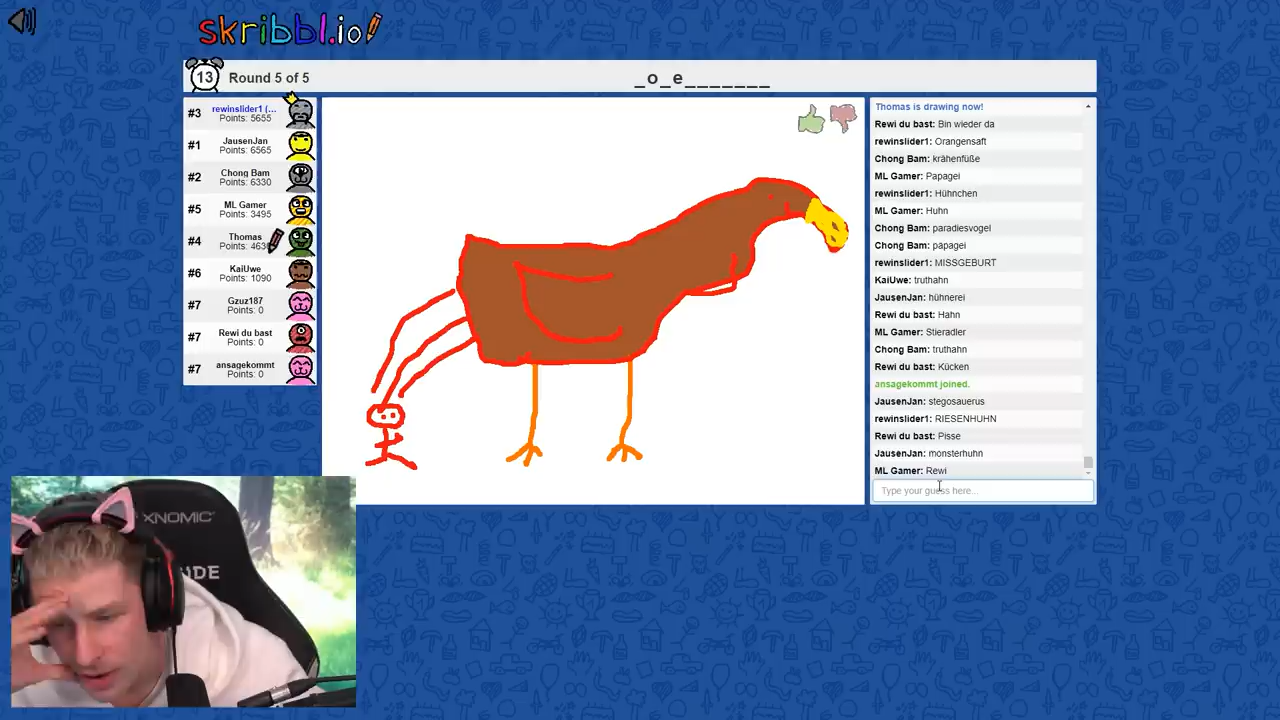 skribbl.io
13
Round 5 of 5
_o_e_______
#3
rewinslider1 (...
Points: 5655
#1
JausenJan
Points: 6565
#2
Chong Bam
Points: 6330
#5
ML Gamer
Points: 3495
#4
Thomas
Points: 4630
#6
KaiUwe
Points: 1090
#7
Gzuz187
Points: 0
#7
Rewi du bast
Points: 0
#7
ansagekommt
Points: 0
Thomas is drawing now!
Rewi du bast: Bin wieder da
rewinslider1: Orangensaft
Chong Bam: krähenfüße
ML Gamer: Papagei
rewinslider1: Hühnchen
ML Gamer: Huhn
Chong Bam: paradiesvogel
Chong Bam: papagei
rewinslider1: MISSGEBURT
KaiUwe: truthahn
JausenJan: hühnerei
Rewi du bast: Hahn
ML Gamer: Stieradler
Chong Bam: truthahn
Rewi du bast: Kücken
ansagekommt joined.
JausenJan: stegosauerus
rewinslider1: RIESENHUHN
Rewi du bast: Pisse
JausenJan: monsterhuhn
ML Gamer: Rewi
Type your guess here...
XNOMIC